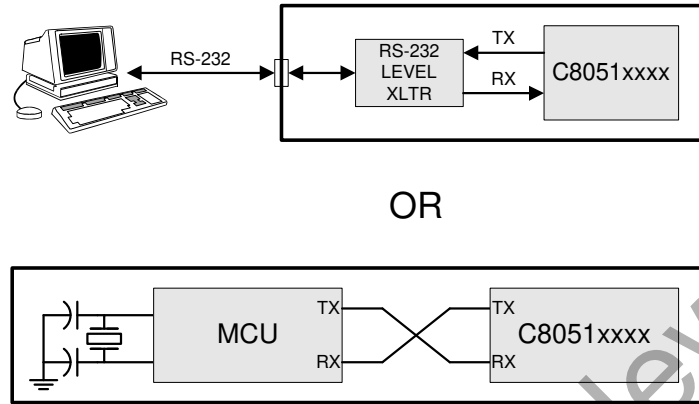 RS-232
RS-232
LEVEL
XLTR
TX
RX
C8051xxxx
OR
MCU
TX
RX
TX
RX
C8051xxxx